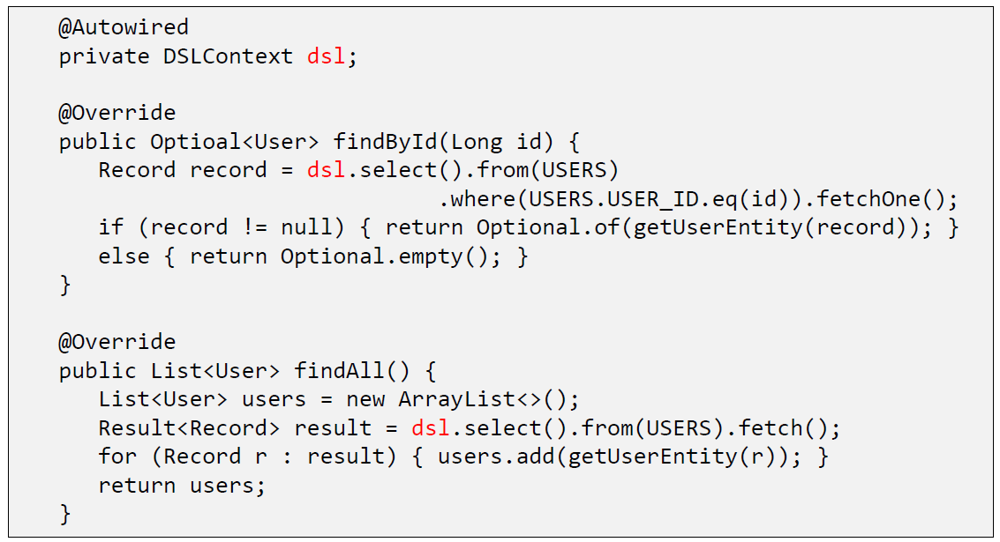 @Autowired
private DSLContext dsl;
@Override
public Optioal<User> findById(Long id) {
Record record = dsl.select().from(USERS)
.where(USERS.USER_ID.eq(id)).fetchOne();
if (record != null) { return Optional.of(getUserEntity(record)); }
else { return Optional.empty(); }
}
@Override
public List<User> findAll() {
List<User> users = new ArrayList<>();
Result<Record> result = dsl.select().from(USERS).fetch();
for (Record r : result) { users.add(getUserEntity(r)); }
return users;
}